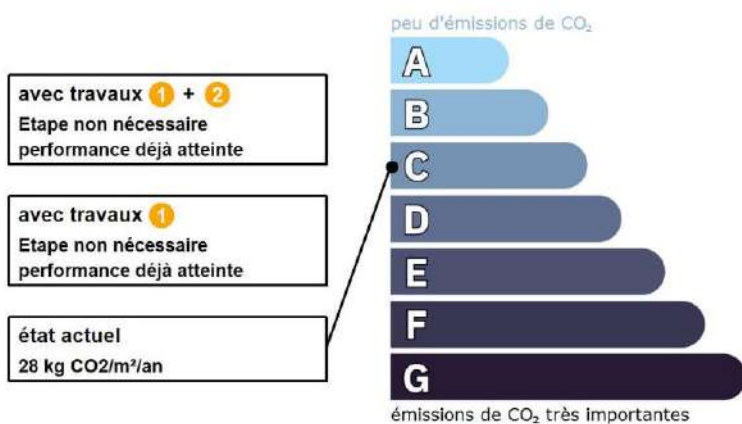 peu d'émissions de CO₂
A
avec travaux 1 + 2
Etape non nécessaire
performance déjà atteinte
B
C
avec travaux 1
Etape non nécessaire
performance déjà atteinte
D
E
état actuel
28 kg CO2/m²/an
F
G
émissions de CO₂ très importantes